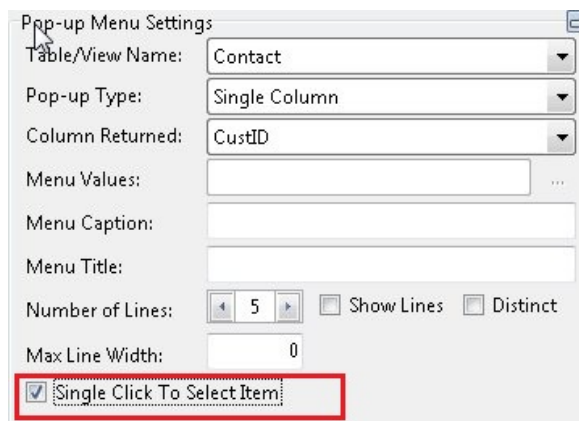 Pop-up Menu Settings
Table/View Name: Contact
Pop-up Type: Single Column
Column Returned: CustID
Menu Values: ...
Menu Caption:
Menu Title:
Number of Lines: 5 Show Lines Distinct
Max Line Width: 0
Single Click To Select Item